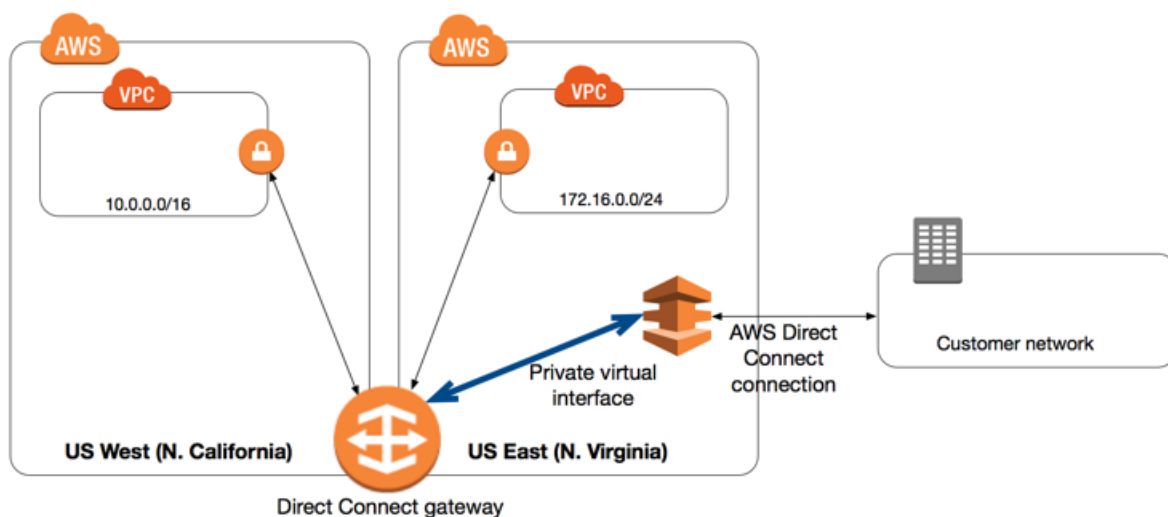 AWS
AWS
VPC
VPC
10.0.0.0/16
172.16.0.0/24
Private virtual
interface
AWS Direct
Connect
connection
Customer network
US West (N. California)
US East (N. Virginia)
Direct Connect gateway